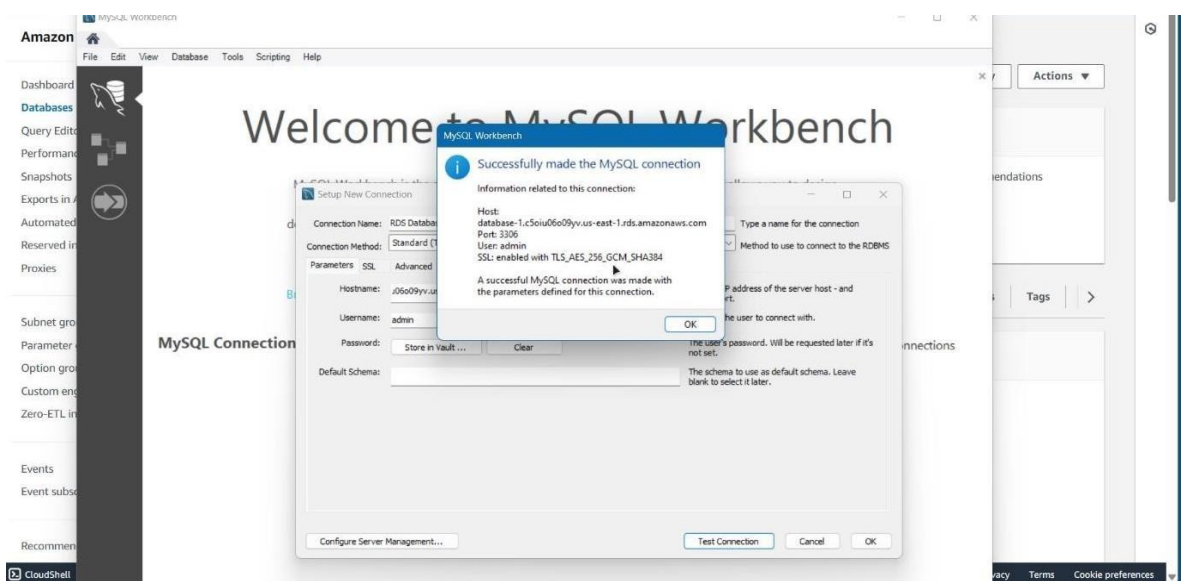 MySQL Workbench
Amazon
File Edit View Database Tools Scripting Help
Dashboard
Databases
Query Edito
Performanc
Snapshots
Exports in A
Automated
Reserved in
Proxies
Subnet gro
Parameter
Option gro
Custom eng
Zero-ETL in
Events
Event subsc
Recommen
CloudShell
Actions
endations
Tags
Welcome to MySQL Workbench
MySQL Connection
nnections
Setup New Conn
Connection Name: RDS Databa
Type a name for the connection
Connection Method: Standard (T
Method to use to connect to the RDBMS
Parameters SSL Advanced
Hostname:
P address of the server host - and
rt.
Username: admin
he user to connect with.
Password: Store in Vault ... Clear
The user's password. Will be requested later if it's
not set.
Default Schema:
The schema to use as default schema. Leave
blank to select it later.
Configure Server Management...
Test Connection Cancel OK
MySQL Workbench
Successfully made the MySQL connection
Information related to this connection:
Host:
database-1.c5oiu06o09yv.us-east-1.rds.amazonaws.com
Port: 3306
User: admin
SSL: enabled with TLS_AES_256_GCM_SHA384
A successful MySQL connection was made with
the parameters defined for this connection.
OK
vacy Terms Cookie preferences